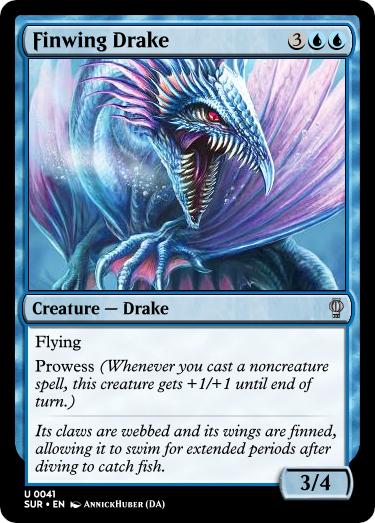 Finwing Drake 3
Creature — Drake
Flying
Prowess (Whenever you cast a noncreature
spell, this creature gets +1/+1 until end of
turn.)
Its claws are webbed and its wings are finned,
allowing it to swim for extended periods after
diving to catch fish.
3/4
U 0041
SUR • EN AnnickHuber (DA)